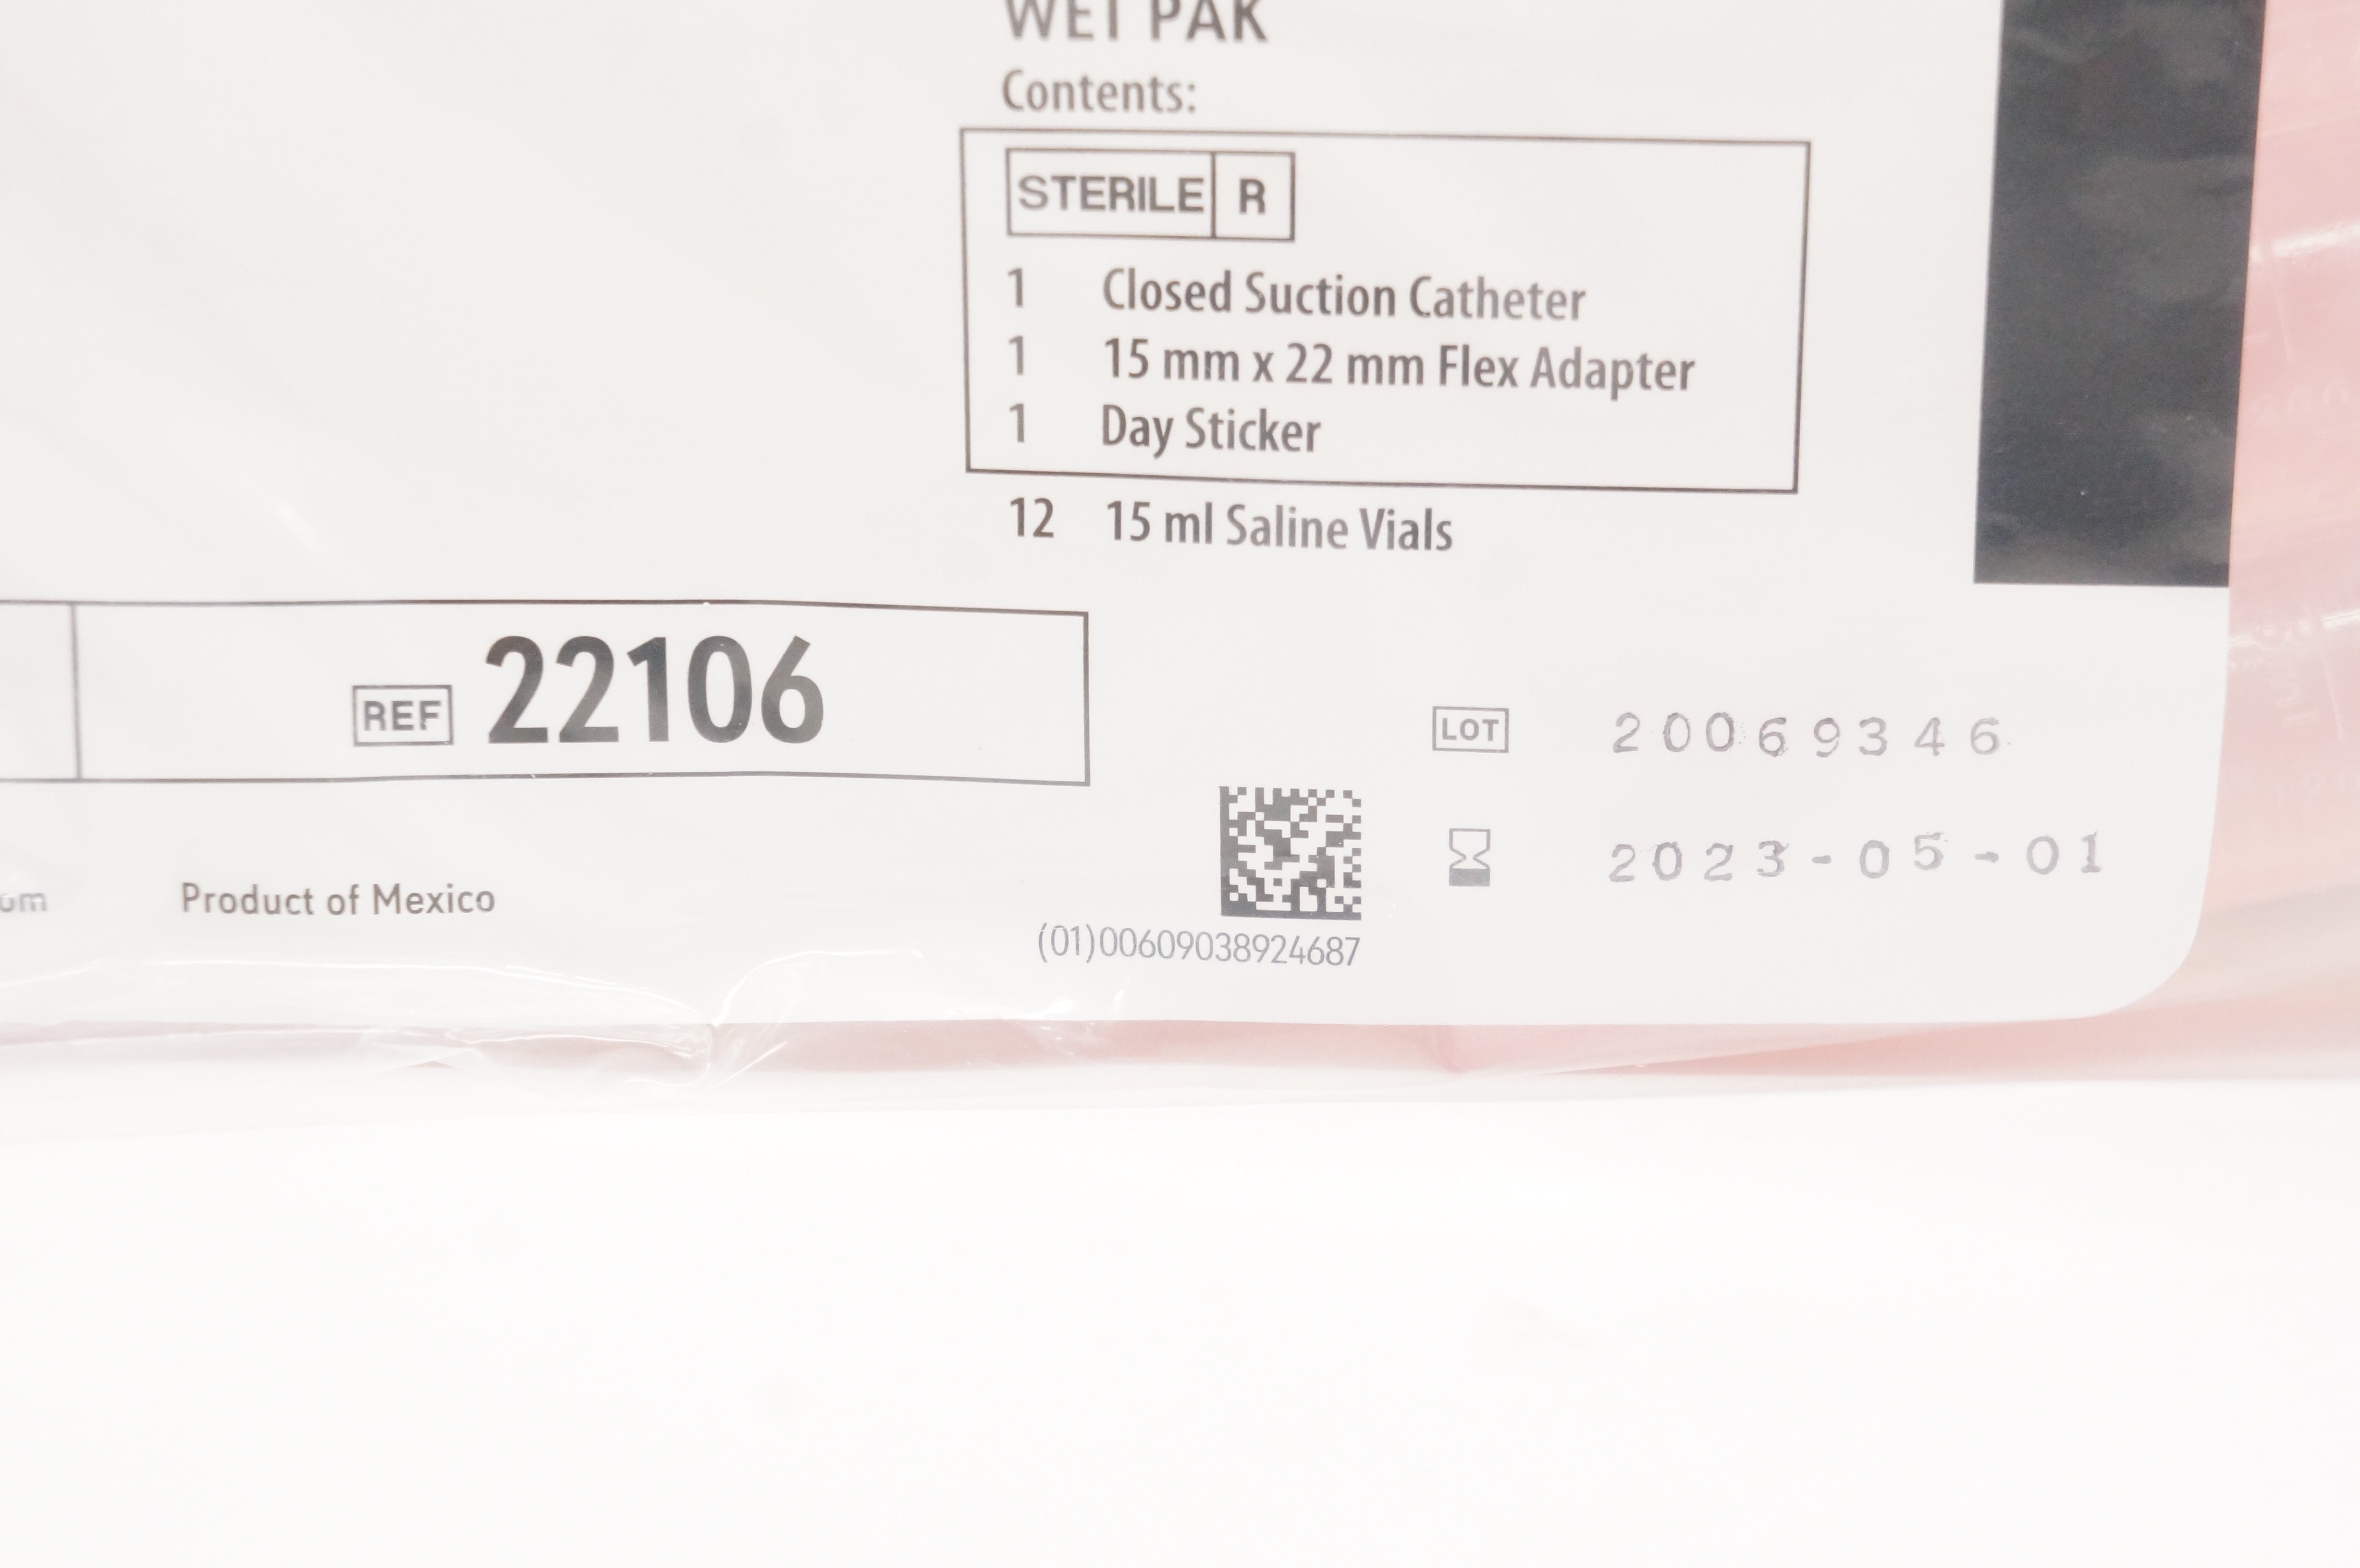 WET PAK
Contents:
STERILE R
1 Closed Suction Catheter
1 15 mm x 22 mm Flex Adapter
1 Day Sticker
12 15 ml Saline Vials
REF 22106
LOT 20069346
2023-05-01
Product of Mexico
(01)00609038924687